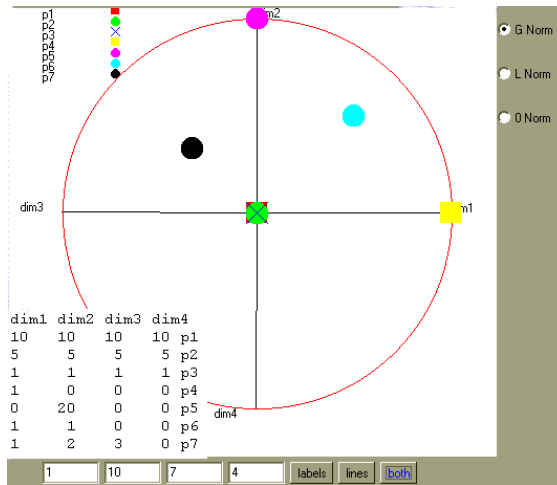 p1
p2
p3
p4
p5
p6
p7
G Norm
L Norm
0 Norm
dim3
dim4
dim1 dim2 dim3 dim4
10 10 10 10 p1
5 5 5 5 p2
1 1 1 1 p3
1 0 0 0 p4
0 20 0 0 p5
1 1 0 0 p6
1 2 3 0 p7
1 10 7 4 labels lines both